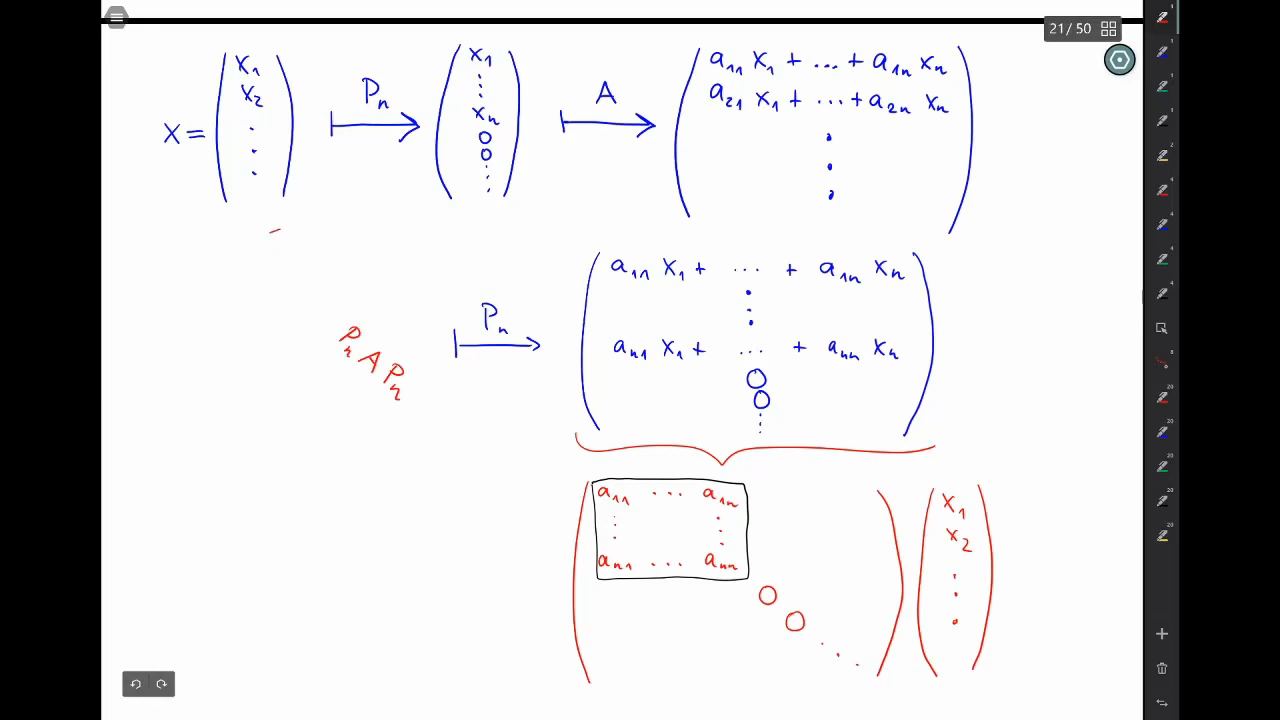 21/50
x = (x₁ x₂ ⋮) ↦ Pₙ (x₁ ⋮ xₙ 0 0 ⋮) ↦ A (a₁₁ x₁ + … + a₁ₙ xₙ
a₂₁ x₁ + … + a₂ₙ xₙ
⋮)
Pₙ A Pₙ
↦ Pₙ (a₁₁ x₁ + … + a₁ₙ xₙ
⋮
aₙ₁ x₁ + … + aₙₙ xₙ
0
0
⋮)
(a₁₁ … a₁ₙ
⋮ ⋮
aₙ₁ … aₙₙ
0
0
⋱) (x₁ x₂ ⋮)